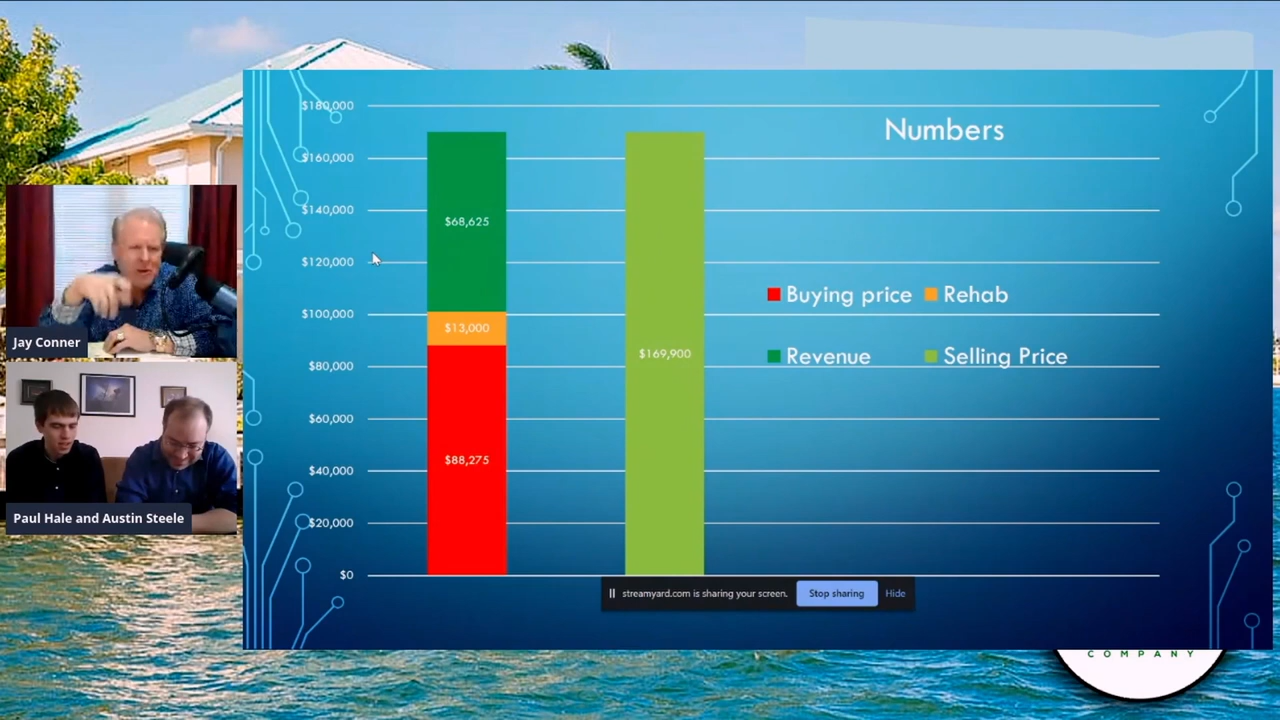 Numbers
$180,000
$160,000
$140,000
$120,000
$100,000
$80,000
$60,000
$40,000
$20,000
$0
$68,625
$13,000
$88,275
$169,900
Buying price
Rehab
Revenue
Selling Price
Jay Conner
Paul Hale and Austin Steele
streamyard.com is sharing your screen.
Stop sharing
Hide
COMPANY